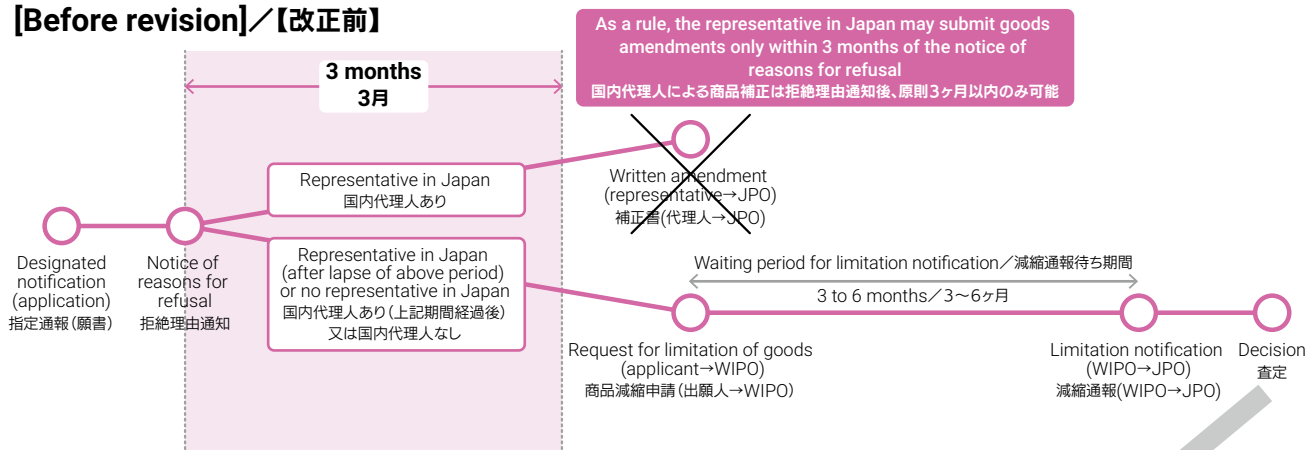 [Before revision]／【改正前】
As a rule, the representative in Japan may submit goods
amendments only within 3 months of the notice of
reasons for refusal
国内代理人による商品補正は拒絶理由通知後、原則3ヶ月以内のみ可能
3 months
3月
Representative in Japan
国内代理人あり
Written amendment
(representative→JPO)
補正書(代理人→JPO)
Designated
notification
(application)
指定通報（願書）
Notice of
reasons for
refusal
拒絶理由通知
Representative in Japan
(after lapse of above period)
or no representative in Japan
国内代理人あり（上記期間経過後）
又は国内代理人なし
Waiting period for limitation notification／減縮通報待ち期間
3 to 6 months／3〜6ヶ月
Request for limitation of goods
(applicant→WIPO)
商品減縮申請（出願人→WIPO）
Limitation notification
(WIPO→JPO)
減縮通報(WIPO→JPO)
Decision
査定